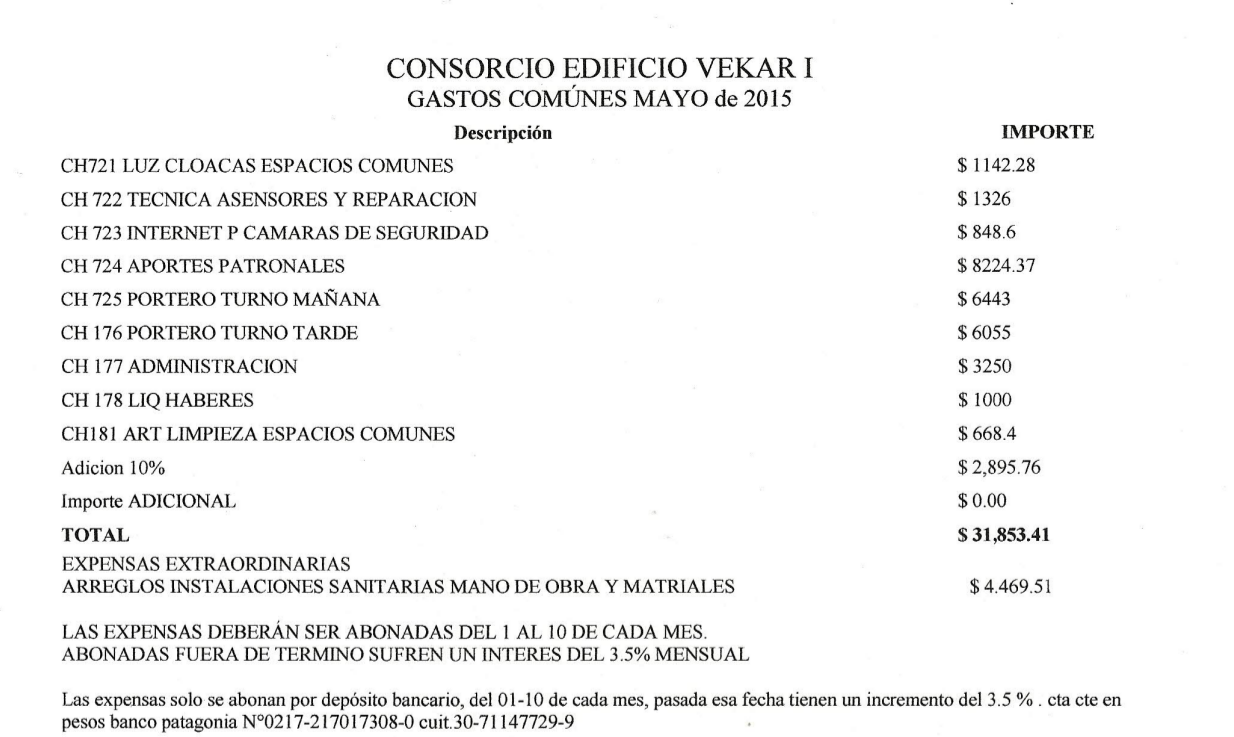 CONSORCIO EDIFICIO VEKAR I
GASTOS COMÚNES MAYO de 2015
Descripción IMPORTE
CH721 LUZ CLOACAS ESPACIOS COMUNES $ 1142.28
CH 722 TECNICA ASENSORES Y REPARACION $ 1326
CH 723 INTERNET P CAMARAS DE SEGURIDAD $ 848.6
CH 724 APORTES PATRONALES $ 8224.37
CH 725 PORTERO TURNO MAÑANA $ 6443
CH 176 PORTERO TURNO TARDE $ 6055
CH 177 ADMINISTRACION $ 3250
CH 178 LIQ HABERES $ 1000
CH181 ART LIMPIEZA ESPACIOS COMUNES $ 668.4
Adicion 10% $ 2,895.76
Importe ADICIONAL $ 0.00
TOTAL $ 31,853.41
EXPENSAS EXTRAORDINARIAS
ARREGLOS INSTALACIONES SANITARIAS MANO DE OBRA Y MATRIALES $ 4.469.51
LAS EXPENSAS DEBERÁN SER ABONADAS DEL 1 AL 10 DE CADA MES.
ABONADAS FUERA DE TERMINO SUFREN UN INTERES DEL 3.5% MENSUAL
Las expensas solo se abonan por depósito bancario, del 01-10 de cada mes, pasada esa fecha tienen un incremento del 3.5 % . cta cte en
pesos banco patagonia N°0217-217017308-0 cuit.30-71147729-9